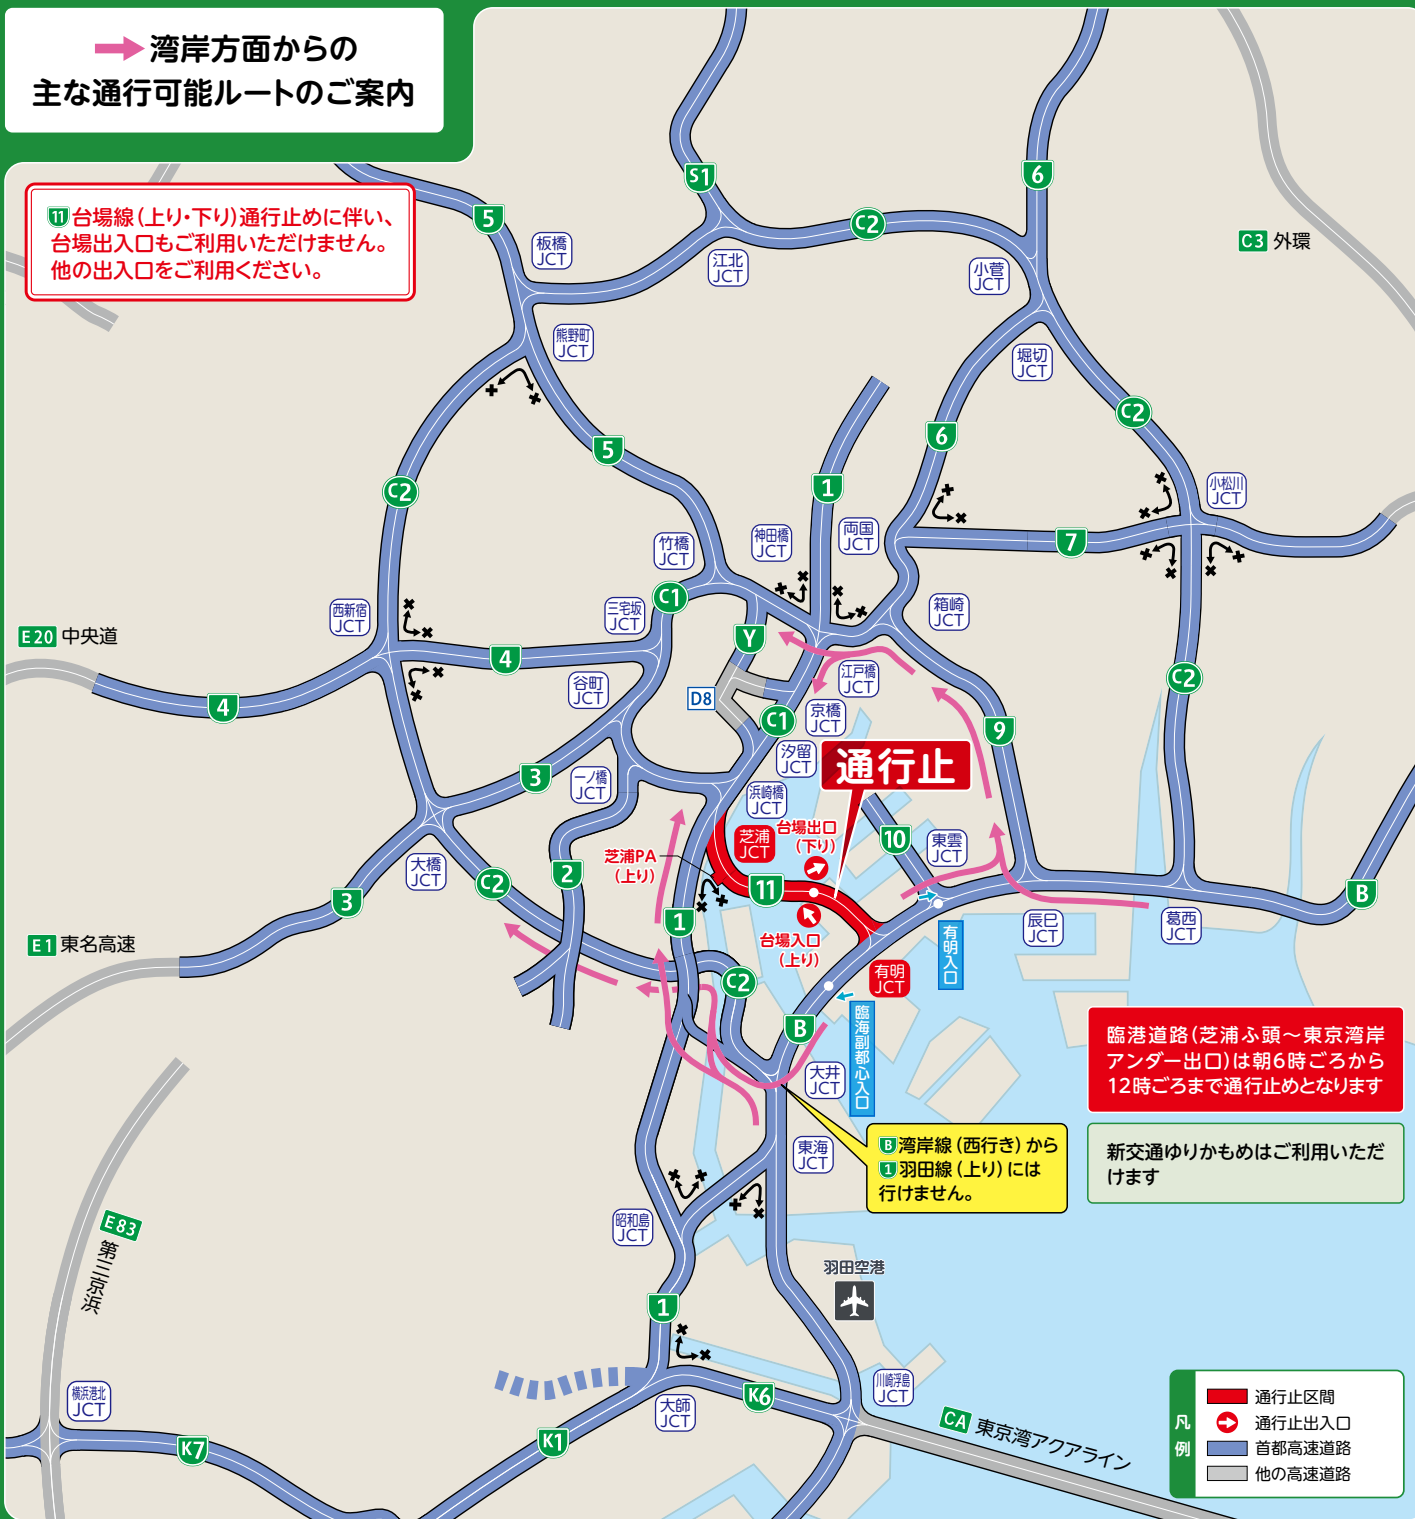 湾岸方面からの
主な通行可能ルートのご案内
11 台場線(上り・下り)通行止めに伴い、
台場出入口もご利用いただけません。
他の出入口をご利用ください。
S1
6
5
C2
板橋
JCT
江北
JCT
小菅
JCT
C3 外環
熊野町
JCT
堀切
JCT
C2
5
6
C2
1
小松川
JCT
両国
JCT
神田橋
JCT
竹橋
JCT
7
C1
三宅坂
JCT
西新宿
JCT
箱崎
JCT
E20 中央道
Y
4
江戸橋
JCT
谷町
JCT
D8
C2
4
C1
京橋
JCT
9
汐留
JCT
通行止
3
一ノ橋
JCT
浜崎橋
JCT
台場出口
(下り)
芝浦
JCT
10
東雲
JCT
芝浦PA
(上り)
大橋
JCT
C2
2
11
B
3
1
台場入口
(上り)
辰巳
JCT
葛西
JCT
E1 東名高速
有明入口
有明
JCT
C2
B
臨海副都心入口
臨港道路(芝浦ふ頭~東京湾岸
アンダー出口)は朝6時ごろから
12時ごろまで通行止めとなります
大井
JCT
B 湾岸線(西行き)から
1 羽田線(上り)には
行けません。
東海
JCT
新交通ゆりかもめはご利用いただ
けます
E83
第三京浜
昭和島
JCT
羽田空港
1
横浜港北
JCT
川崎浮島
JCT
K6
大師
JCT
CA 東京湾アクアライン
K7
K1
凡例
通行止区間
通行止出入口
首都高速道路
他の高速道路